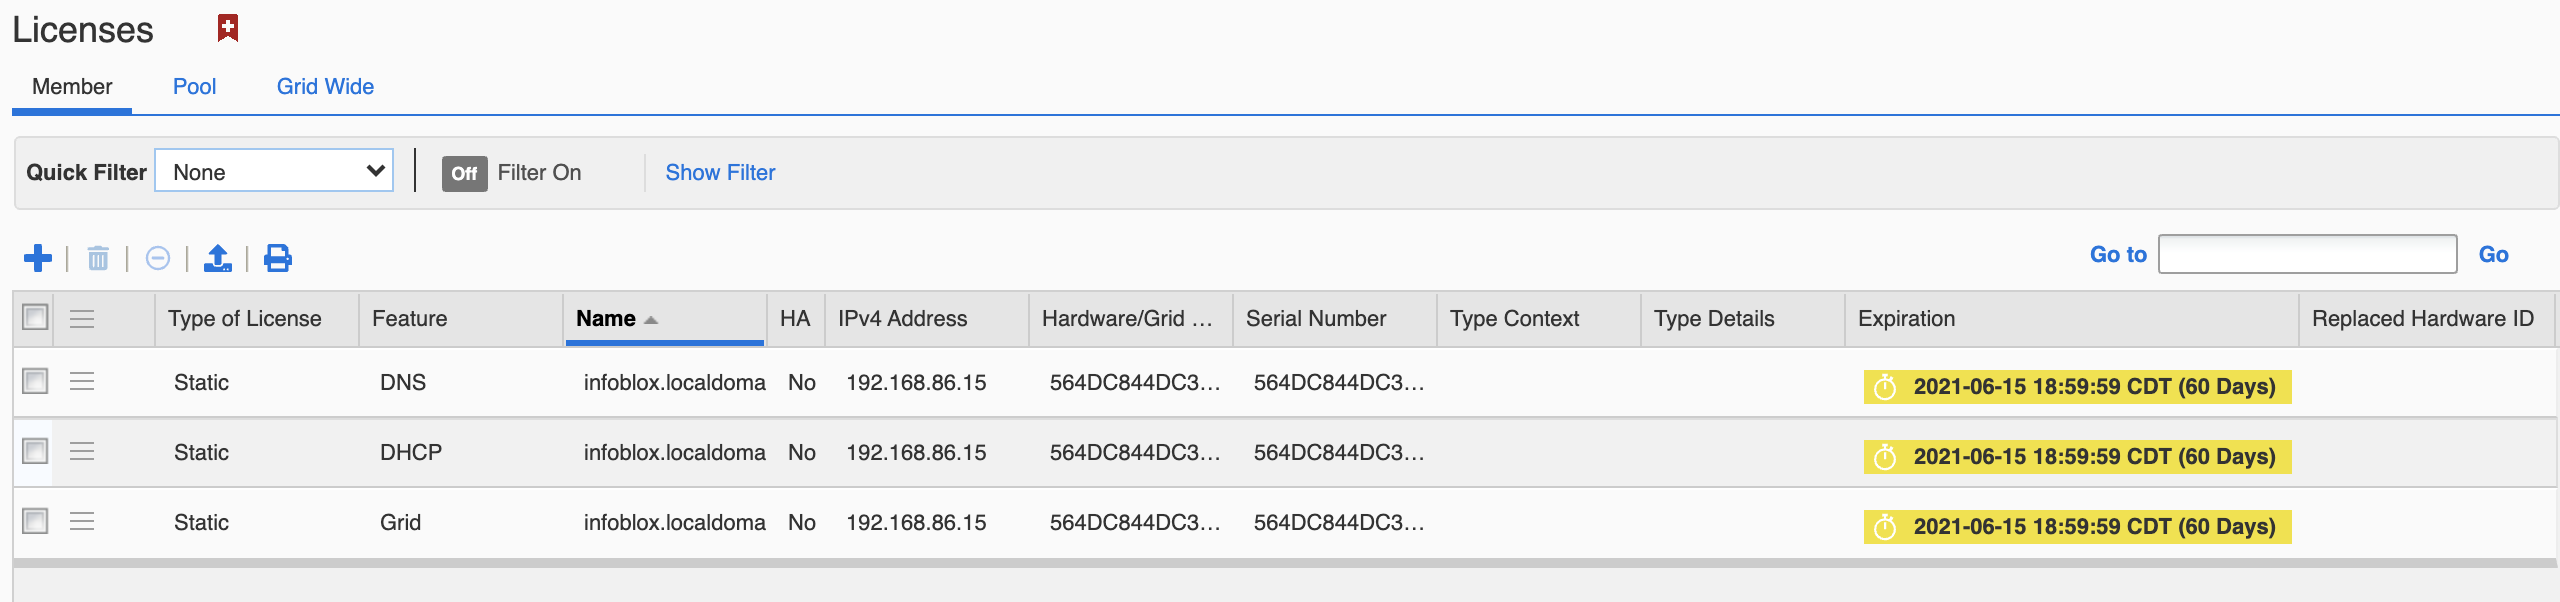 Licenses
Member Pool Grid Wide
Quick Filter None Off Filter On Show Filter
Go to Go
Type of License Feature Name HA IPv4 Address Hardware/Grid ... Serial Number Type Context Type Details Expiration Replaced Hardware ID
Static DNS infoblox.localdoma No 192.168.86.15 564DC844DC3... 564DC844DC3... 2021-06-15 18:59:59 CDT (60 Days)
Static DHCP infoblox.localdoma No 192.168.86.15 564DC844DC3... 564DC844DC3... 2021-06-15 18:59:59 CDT (60 Days)
Static Grid infoblox.localdoma No 192.168.86.15 564DC844DC3... 564DC844DC3... 2021-06-15 18:59:59 CDT (60 Days)